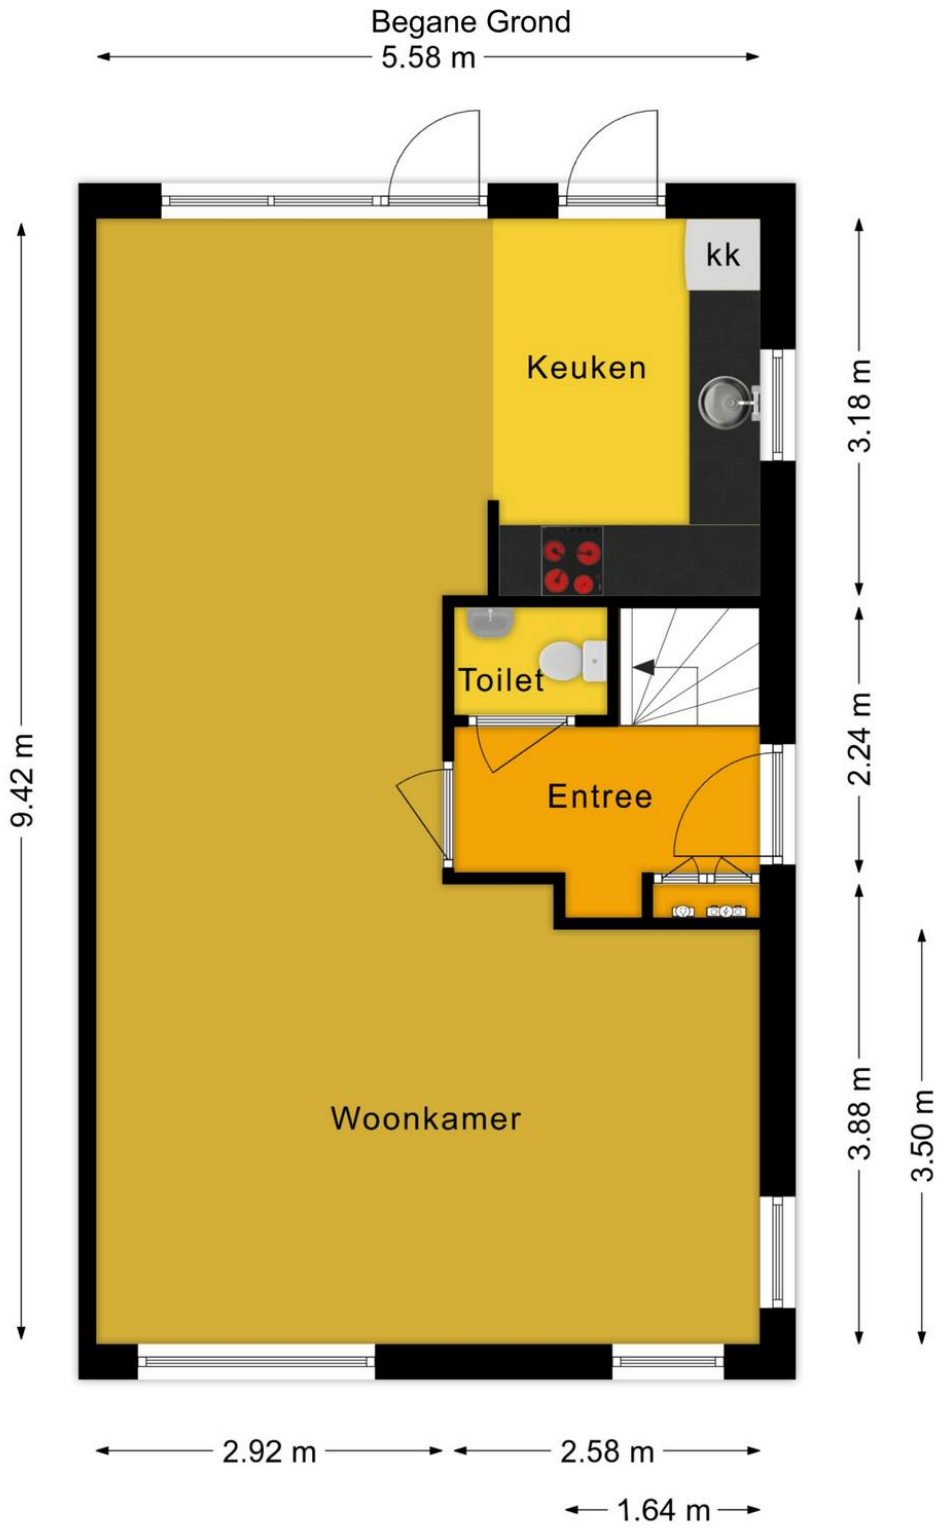 Begane Grond
5.58 m
kk
Keuken
3.18 m
Toilet
2.24 m
9.42 m
Entree
Woonkamer
3.88 m
3.50 m
2.92 m
2.58 m
1.64 m